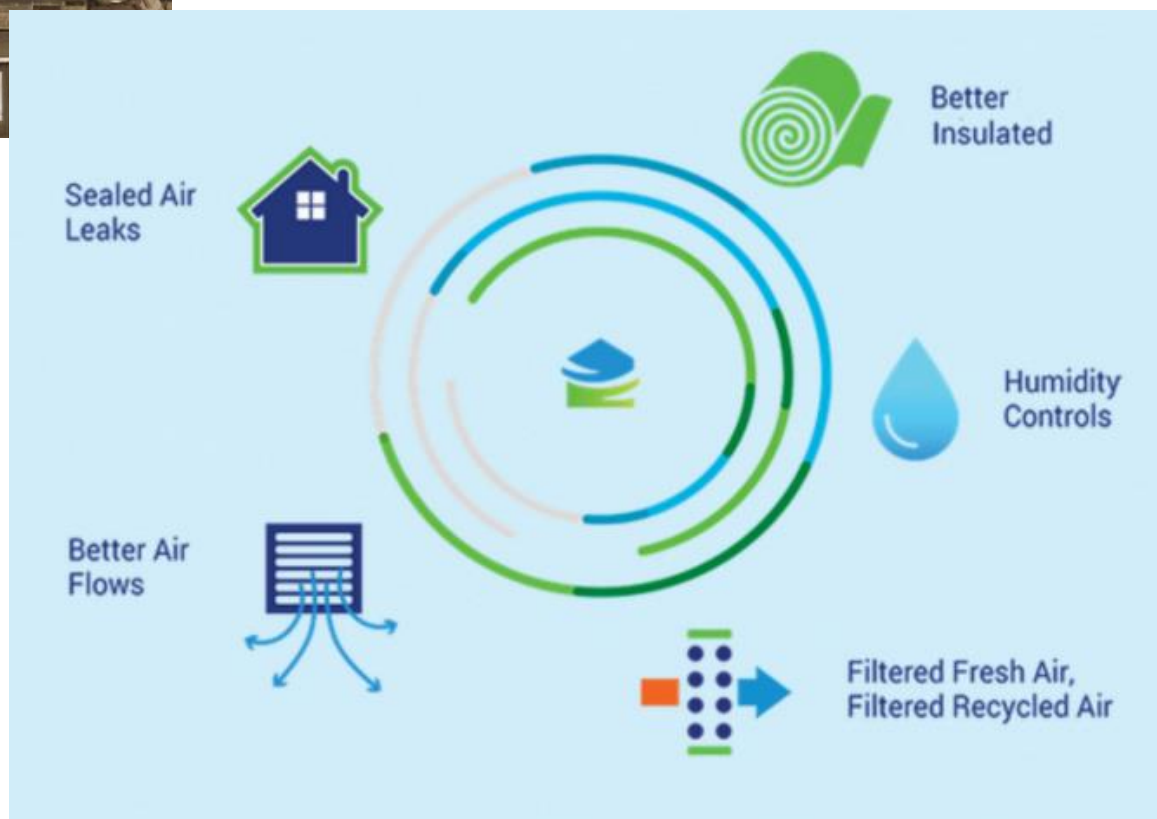 Better
Insulated
Sealed Air
Leaks
Humidity
Controls
Better Air
Flows
Filtered Fresh Air,
Filtered Recycled Air